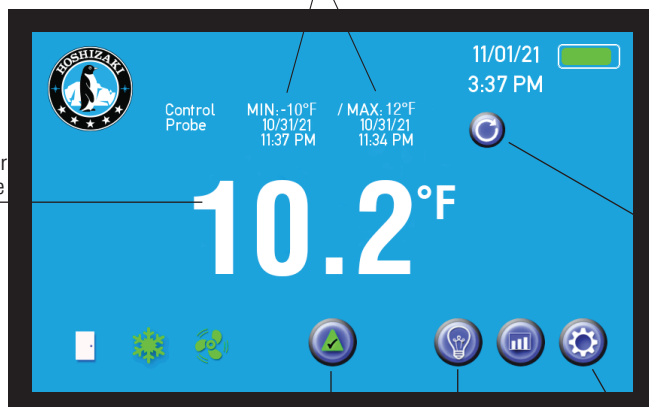 HOSHIZAKI
11/01/21
3:37 PM
Control MIN:-10°F / MAX: 12°F
Probe 10/31/21 10/31/21
11:37 PM 11:34 PM
r
e
10.2°F